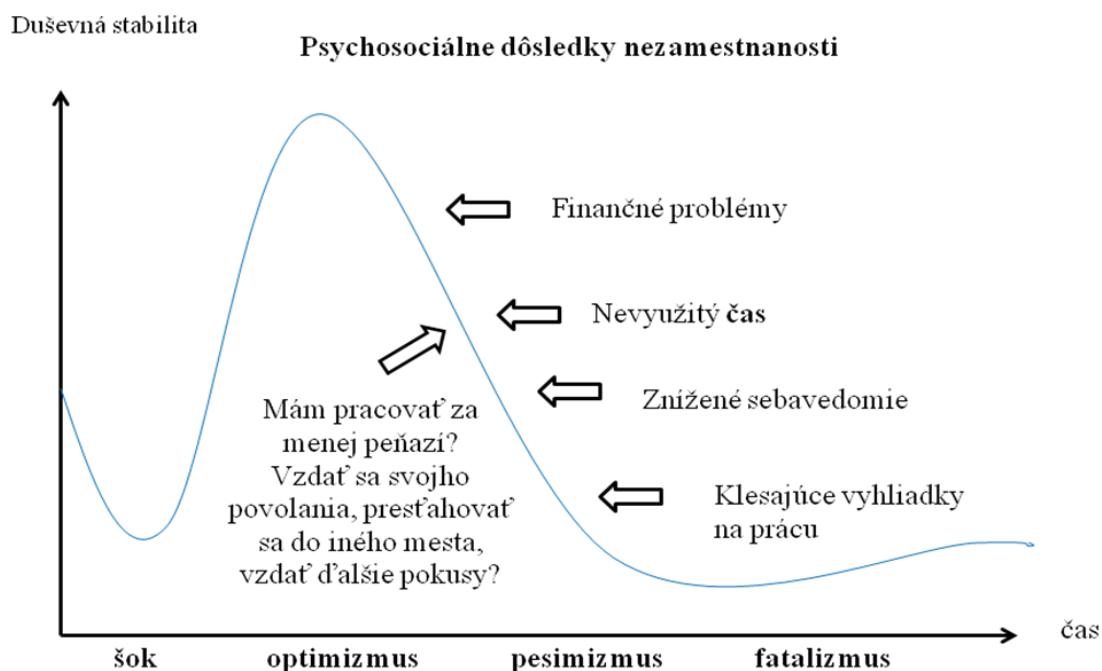 Duševná stabilita
Psychosociálne dôsledky nezamestnanosti
Finančné problémy
Nevyužitý čas
Znížené sebavedomie
Mám pracovať za
menej peňazí?
Vzdať sa svojho
povolania, presťahovať
sa do iného mesta,
vzdať ďalšie pokusy?
Klesajúce vyhliadky
na prácu
čas
šok optimizmus pesimizmus fatalizmus